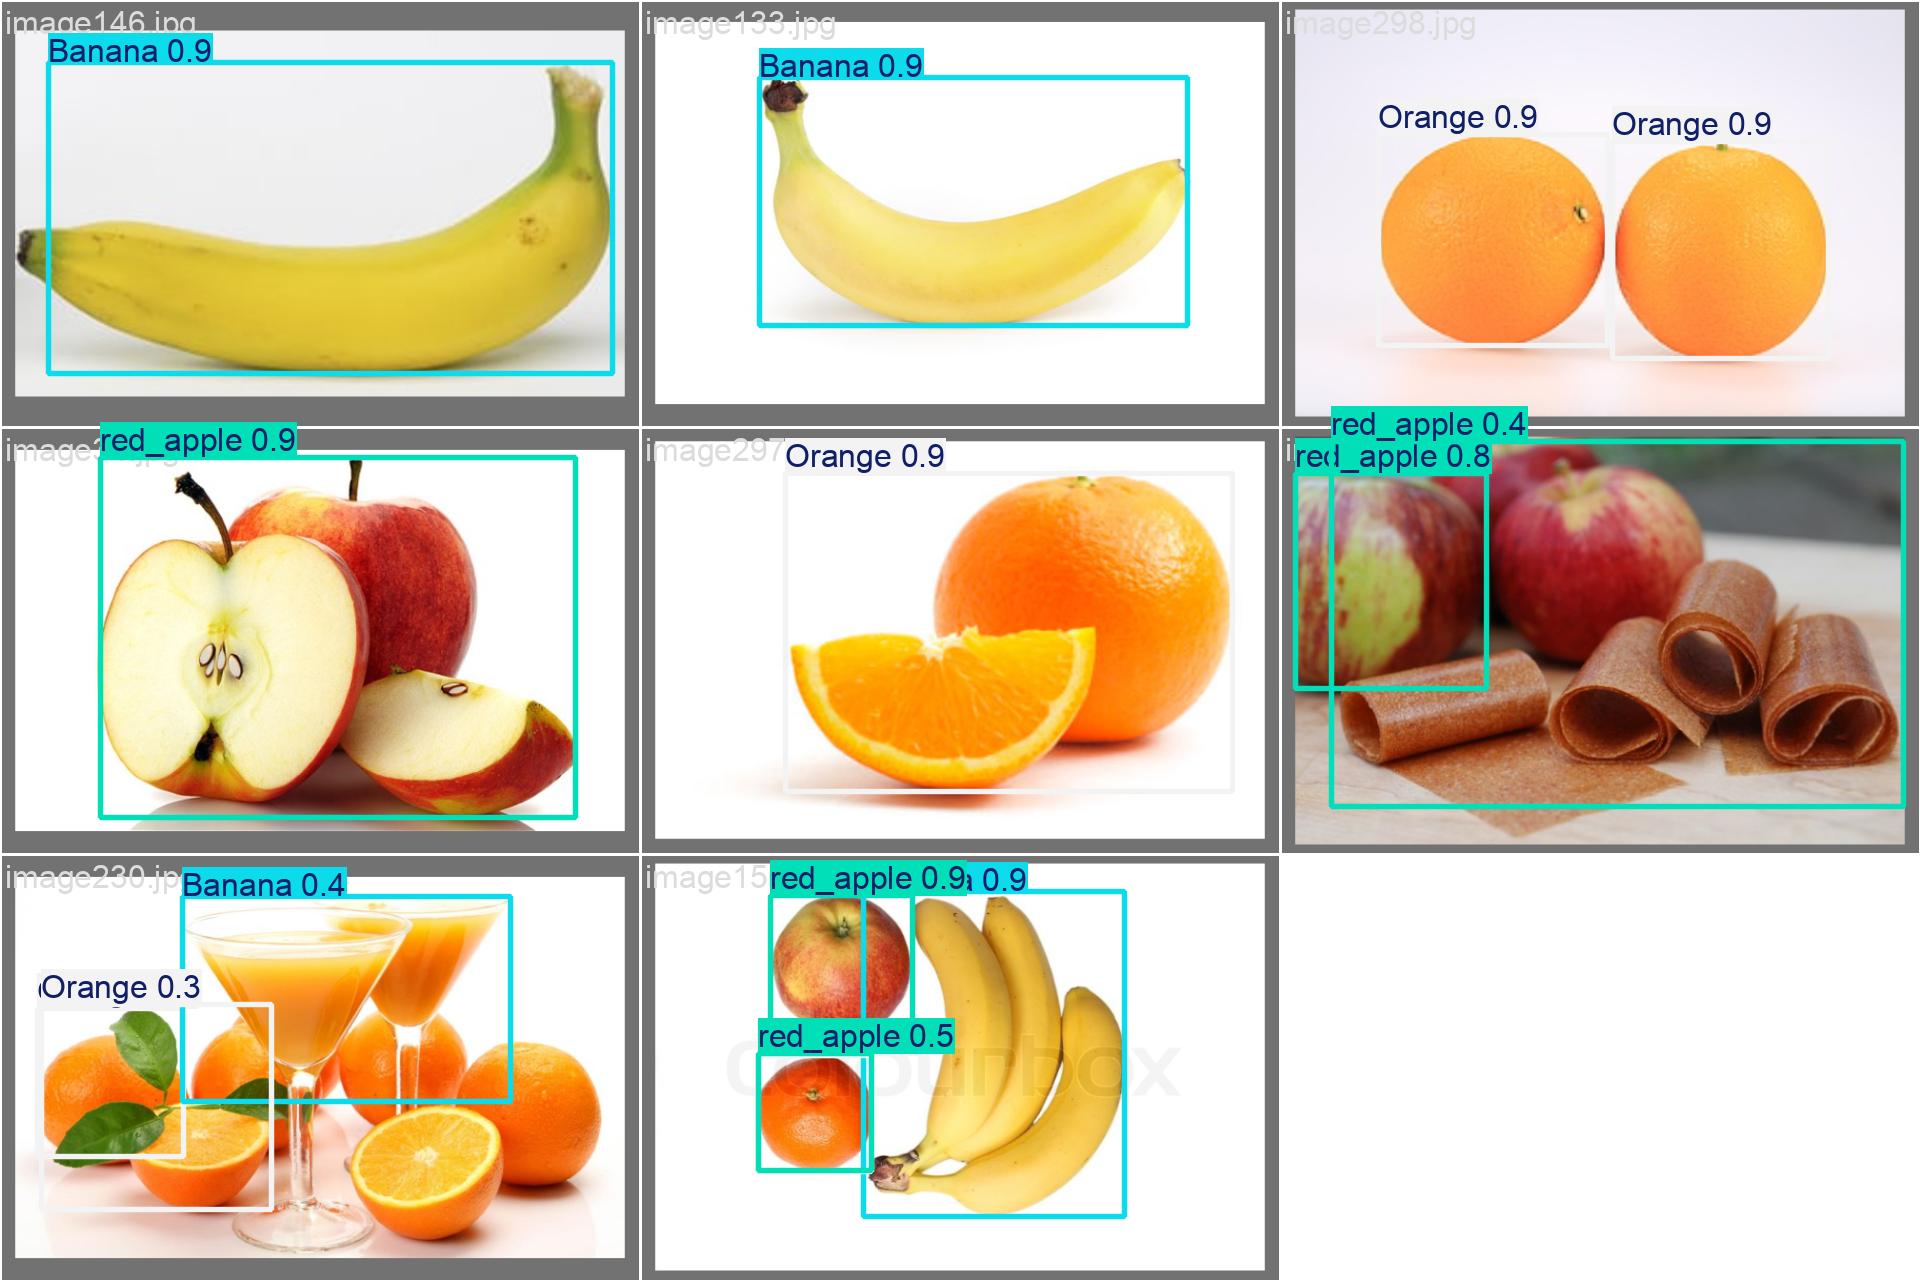 image146.jpg
Banana 0.9
image133.jpg
Banana 0.9
image298.jpg
Orange 0.9
Orange 0.9
red_apple 0.9
image297
Orange 0.9
red_apple 0.4
red_apple 0.8
image230.jp
Banana 0.4
Orange 0.3
image15
red_apple 0.9
0.9
red_apple 0.5
colourbox